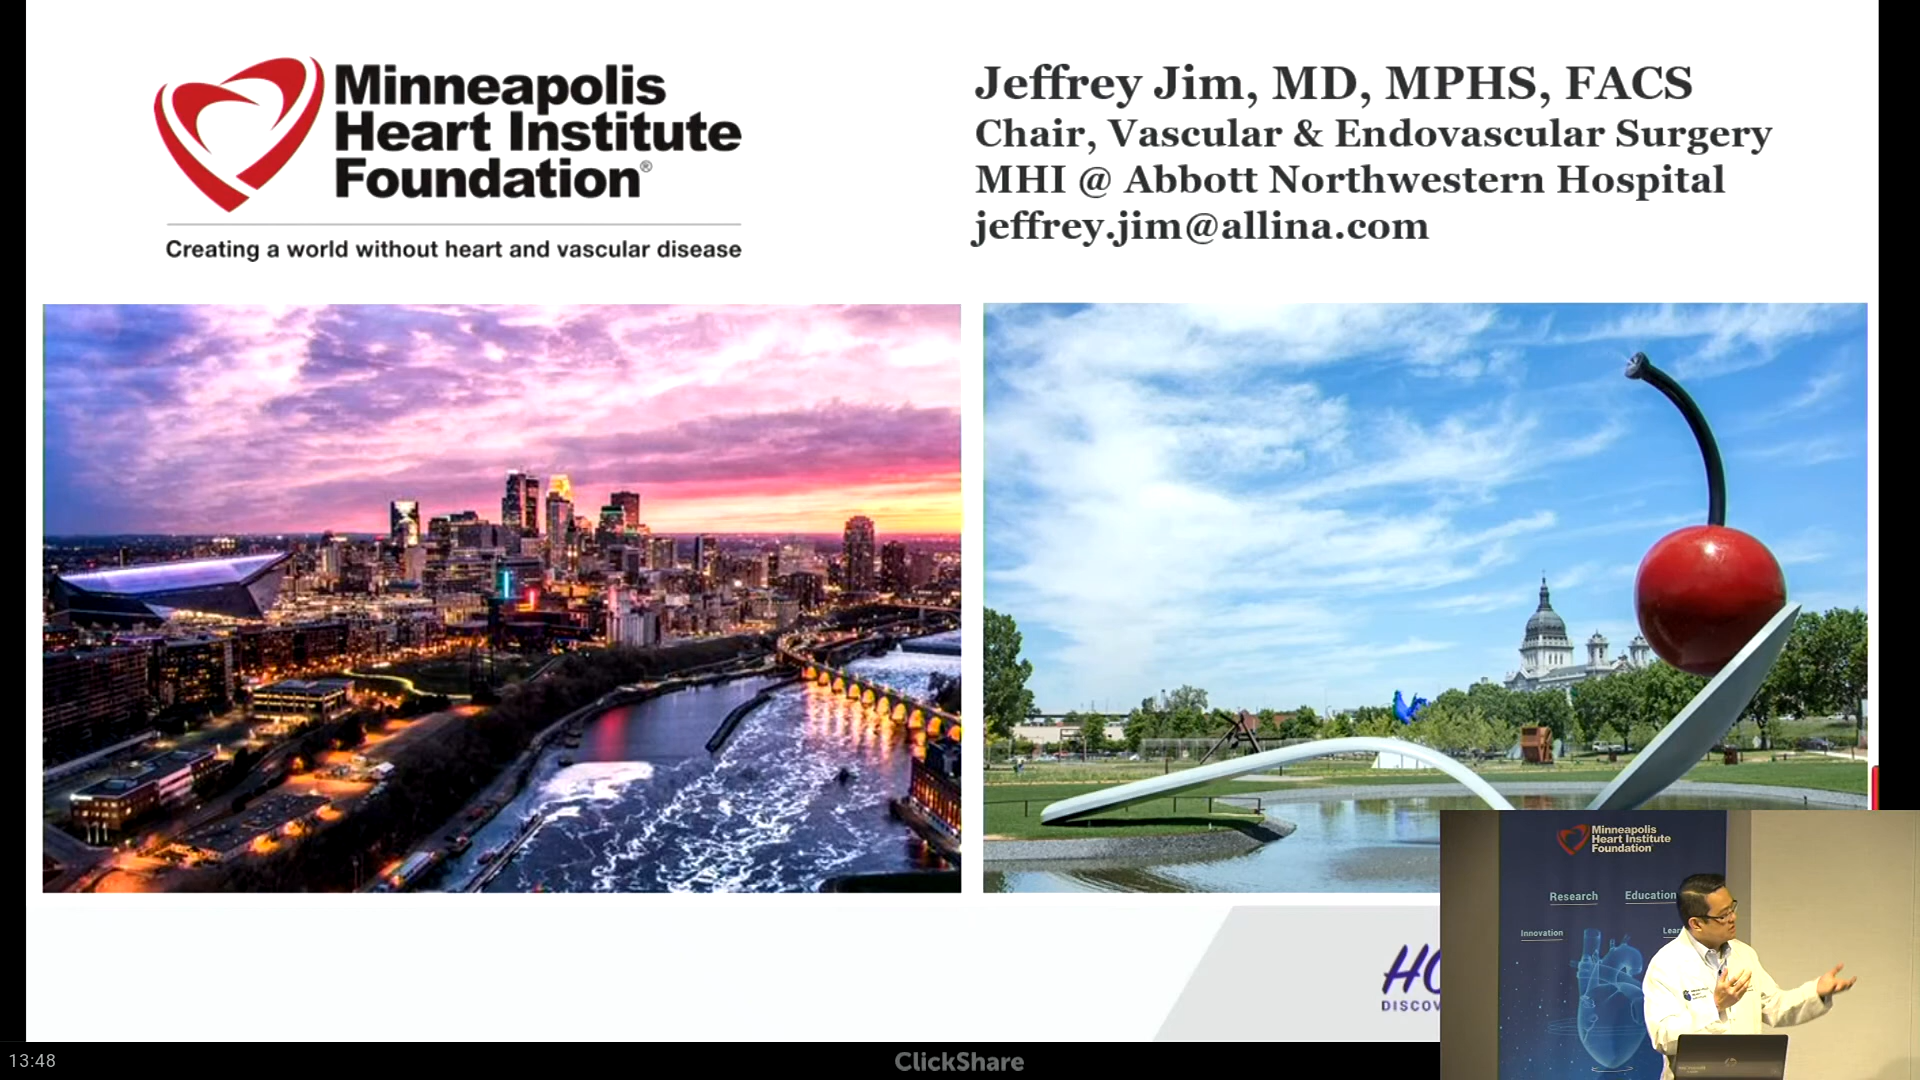 Minneapolis
Heart Institute
Foundation®
Creating a world without heart and vascular disease
Jeffrey Jim, MD, MPHS, FACS
Chair, Vascular & Endovascular Surgery
MHI @ Abbott Northwestern Hospital
jeffrey.jim@allina.com
Minneapolis
Heart Institute
Foundation
Research Education
Innovation Lear
HO
DISCOV
13:48
ClickShare